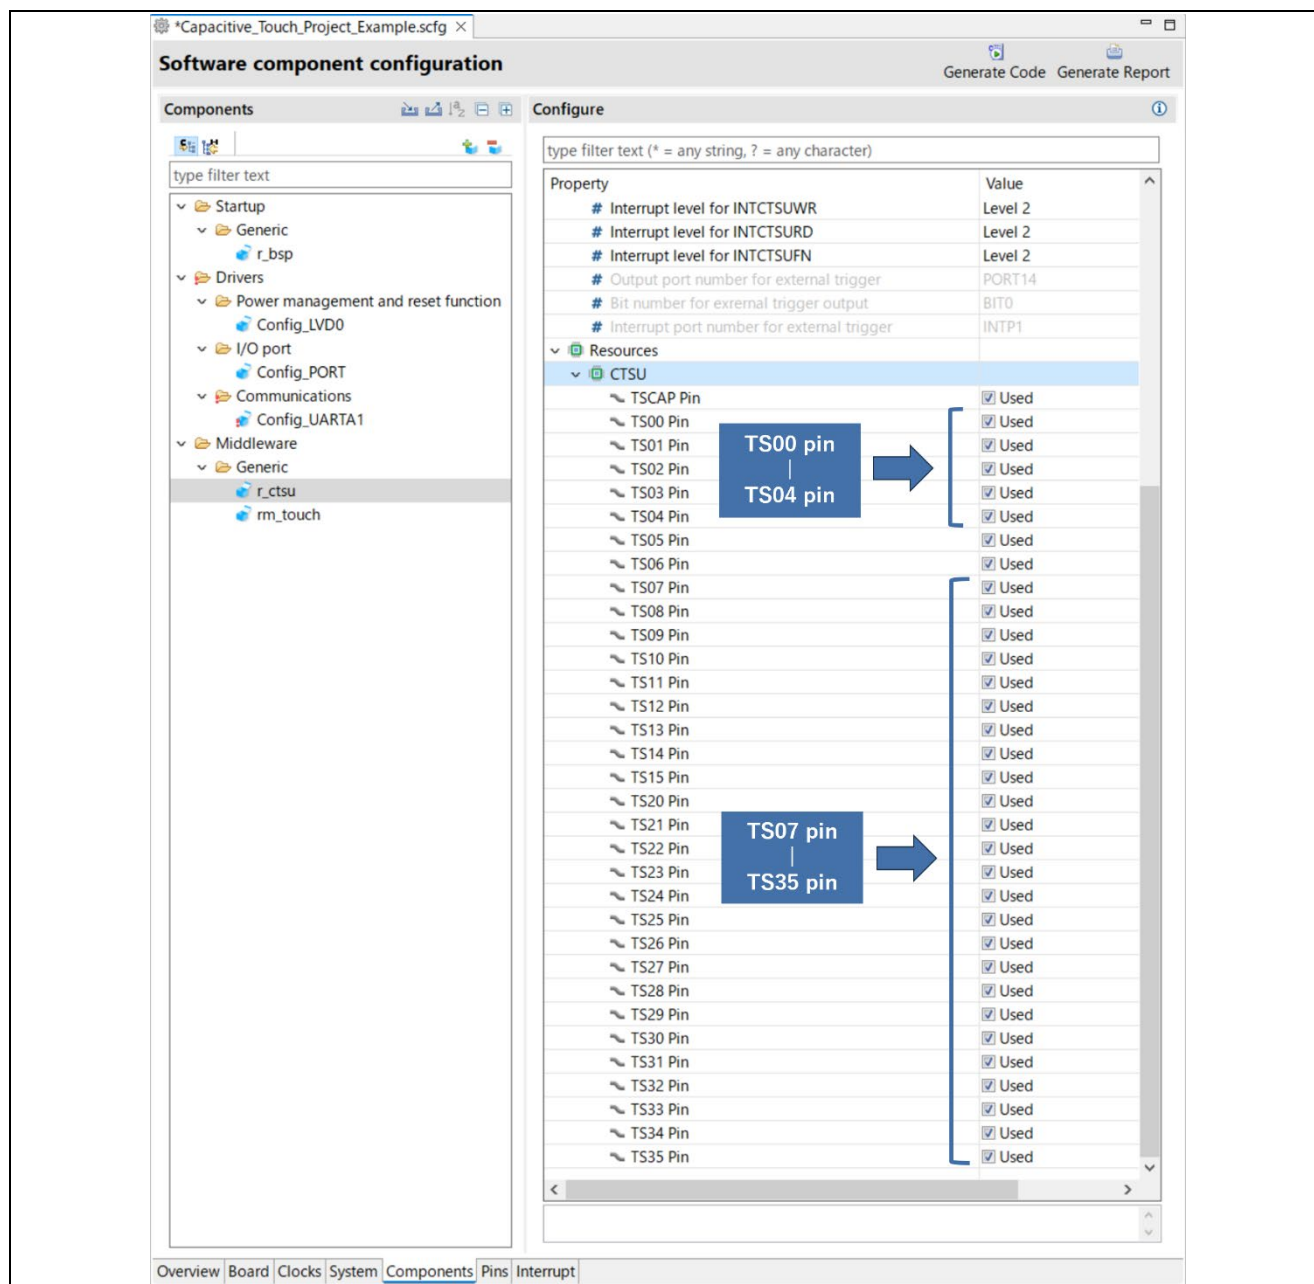 *Capacitive_Touch_Project_Example.scfg
Software component configuration
Generate Code Generate Report
Components
Configure
type filter text
Startup
Generic
r_bsp
Drivers
Power management and reset function
Config_LVD0
I/O port
Config_PORT
Communications
Config_UARTA1
Middleware
Generic
r_ctsu
rm_touch
type filter text (* = any string, ? = any character)
Property Value
# Interrupt level for INTCTSUWR Level 2
# Interrupt level for INTCTSURD Level 2
# Interrupt level for INTCTSUFN Level 2
# Output port number for external trigger PORT14
# Bit number for exrernal trigger output BIT0
# Interrupt port number for external trigger INTP1
Resources
CTSU
TSCAP Pin Used
TS00 Pin Used
TS01 Pin Used
TS02 Pin Used
TS03 Pin Used
TS04 Pin Used
TS05 Pin Used
TS06 Pin Used
TS07 Pin Used
TS08 Pin Used
TS09 Pin Used
TS10 Pin Used
TS11 Pin Used
TS12 Pin Used
TS13 Pin Used
TS14 Pin Used
TS15 Pin Used
TS20 Pin Used
TS21 Pin Used
TS22 Pin Used
TS23 Pin Used
TS24 Pin Used
TS25 Pin Used
TS26 Pin Used
TS27 Pin Used
TS28 Pin Used
TS29 Pin Used
TS30 Pin Used
TS31 Pin Used
TS32 Pin Used
TS33 Pin Used
TS34 Pin Used
TS35 Pin Used
TS00 pin
|
TS04 pin
TS07 pin
|
TS35 pin
Overview Board Clocks System Components Pins Interrupt